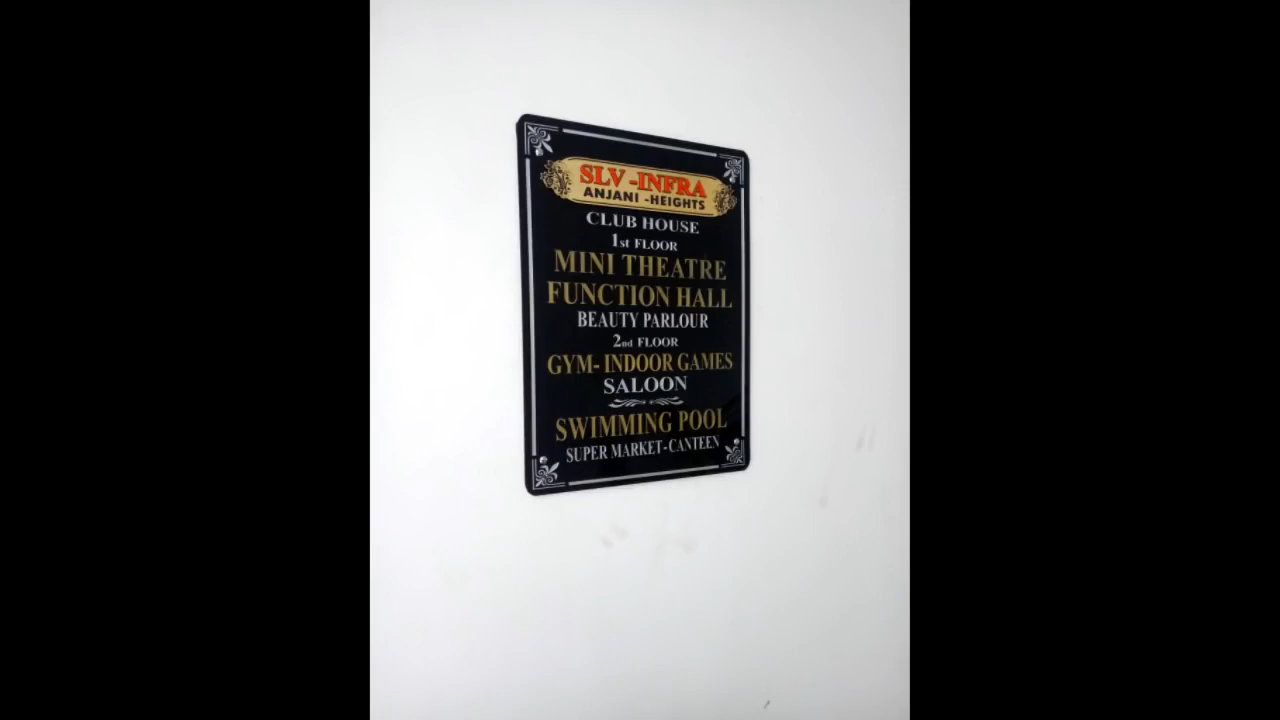 SLV -INFRA
ANJANI -HEIGHTS
CLUB HOUSE
1st FLOOR
MINI THEATRE
FUNCTION HALL
BEAUTY PARLOUR
2nd FLOOR
GYM- INDOOR GAMES
SALOON
SWIMMING POOL
SUPER MARKET-CANTEEN